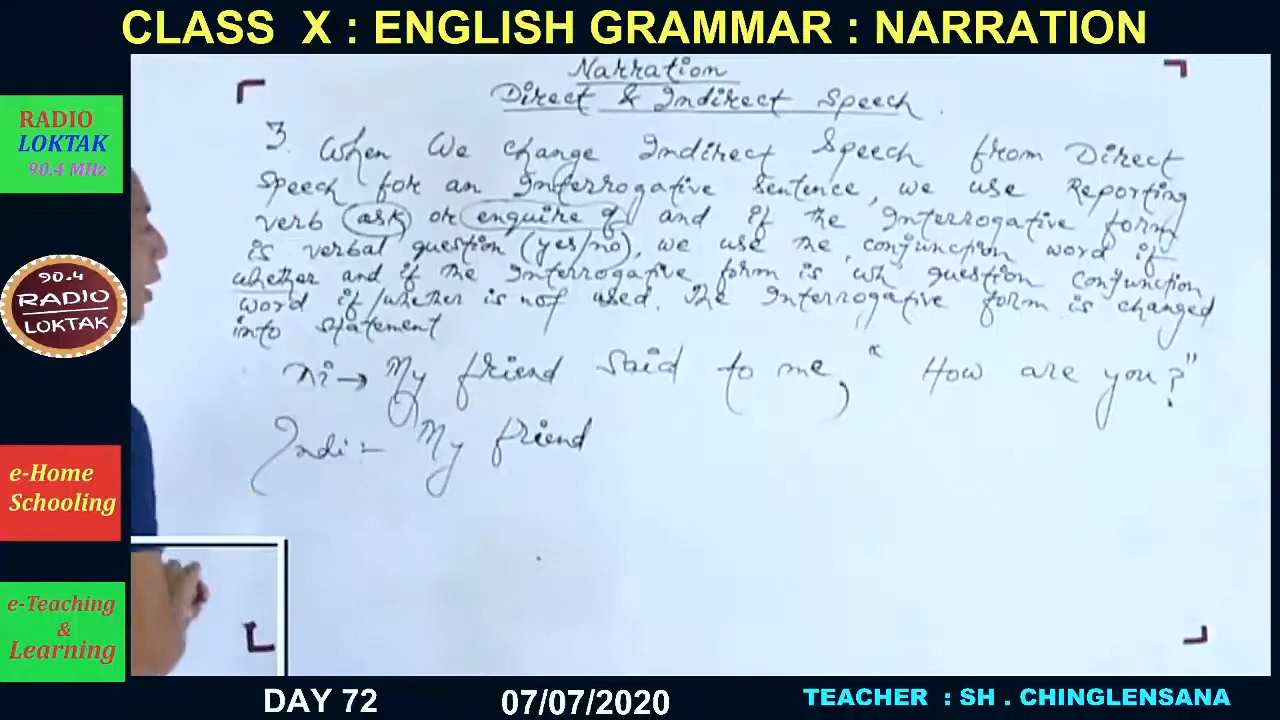 CLASS X : ENGLISH GRAMMAR : NARRATION
RADIO
LOKTAK
90.4 MHz
90.4
RADIO
LOKTAK
e-Home
Schooling
e-Teaching
&
Learning
Narration
Direct & Indirect Speech
3. When We change Indirect Speech from Direct
Speech for an Interrogative Sentence, we use Reporting
verb ask or enquire of and if the Interrogative form
is verbal question (yes/no), we use the conjunction word if
whether and if the Interrogative form is wh question conjunction
word if/whether is not used. The Interrogative form is changed
into statement
My friend said to me, "How are you?"
Indi :- My friend
DAY 72
07/07/2020
TEACHER : SH . CHINGLENSANA